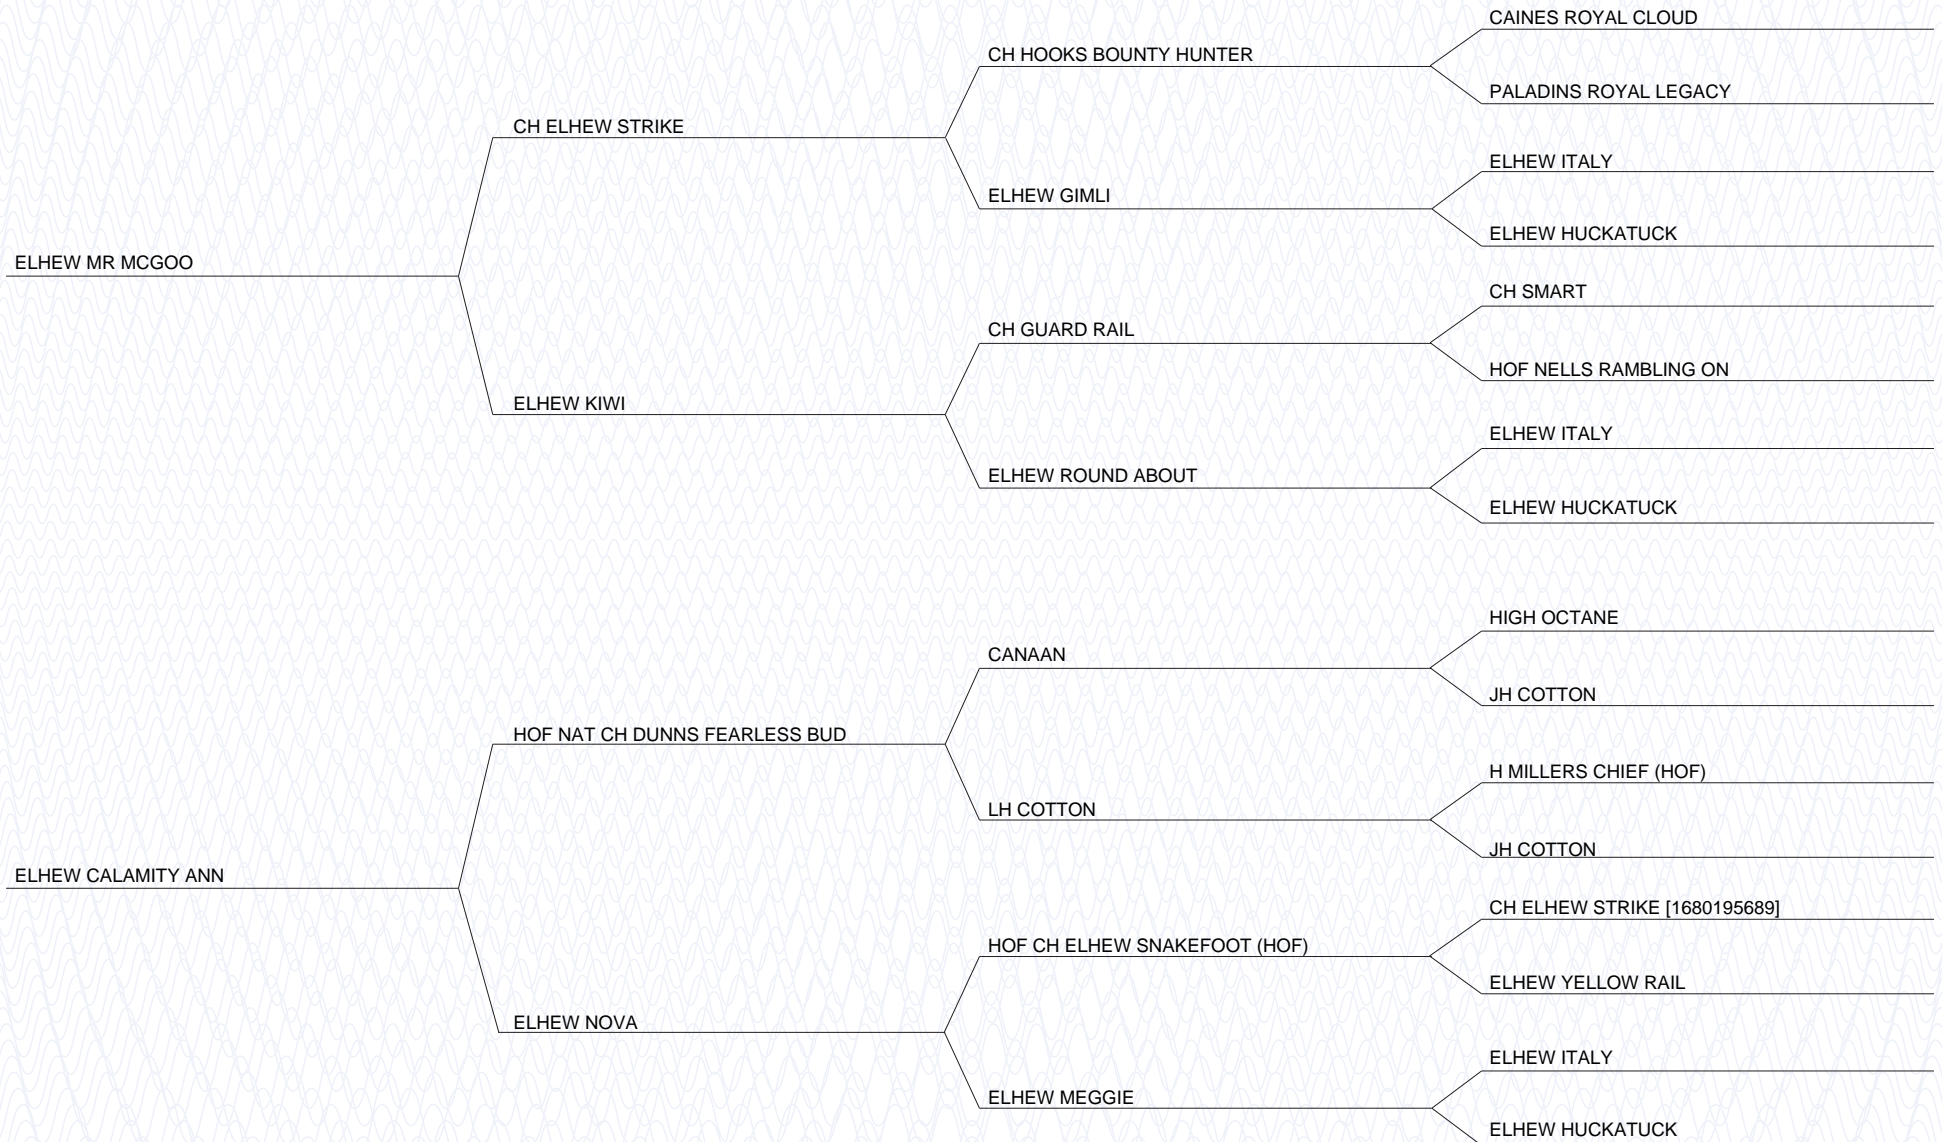 CAINES ROYAL CLOUD
CH HOOKS BOUNTY HUNTER
PALADINS ROYAL LEGACY
CH ELHEW STRIKE
ELHEW ITALY
ELHEW GIMLI
ELHEW HUCKATUCK
ELHEW MR MCGOO
CH SMART
CH GUARD RAIL
HOF NELLS RAMBLING ON
ELHEW KIWI
ELHEW ITALY
ELHEW ROUND ABOUT
ELHEW HUCKATUCK
HIGH OCTANE
CANAAN
JH COTTON
HOF NAT CH DUNNS FEARLESS BUD
H MILLERS CHIEF (HOF)
LH COTTON
JH COTTON
ELHEW CALAMITY ANN
CH ELHEW STRIKE [1680195689]
HOF CH ELHEW SNAKEFOOT (HOF)
ELHEW YELLOW RAIL
ELHEW NOVA
ELHEW ITALY
ELHEW MEGGIE
ELHEW HUCKATUCK